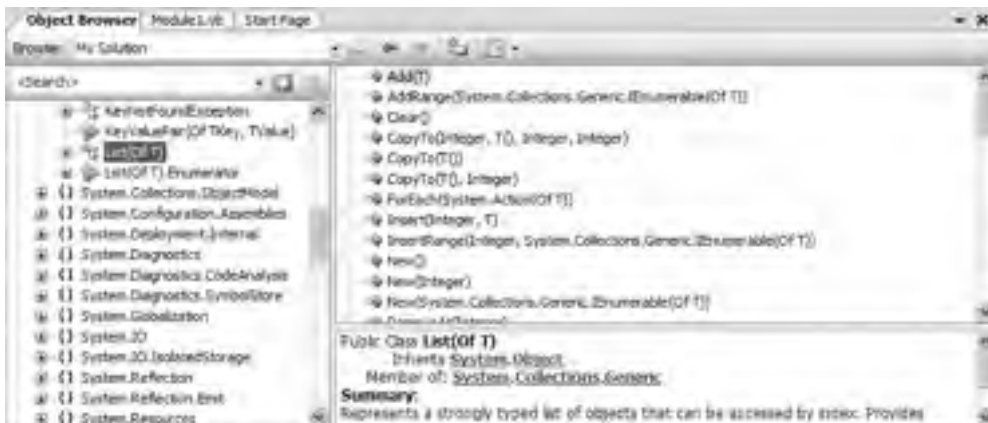 Object Browser Module1.vb Start Page
Browse: My Solution
<Search>
KeyNotFoundException
KeyValuePair(Of TKey, TValue)
List(Of T)
List(Of T).Enumerator
{} System.Collections.ObjectModel
{} System.Configuration.Assemblies
{} System.Deployment.Internal
{} System.Diagnostics
{} System.Diagnostics.CodeAnalysis
{} System.Diagnostics.SymbolStore
{} System.Globalization
{} System.IO
{} System.IO.IsolatedStorage
{} System.Reflection
{} System.Reflection.Emit
{} System.Resources
Add(T)
AddRange(System.Collections.Generic.IEnumerable(Of T))
Clear()
CopyTo(Integer, T(), Integer, Integer)
CopyTo(T())
CopyTo(T(), Integer)
ForEach(System.Action(Of T))
Insert(Integer, T)
InsertRange(Integer, System.Collections.Generic.IEnumerable(Of T))
New()
New(Integer)
New(System.Collections.Generic.IEnumerable(Of T))
Public Class List(Of T)
Inherits System.Object
Member of: System.Collections.Generic
Summary:
Represents a strongly typed list of objects that can be accessed by index. Provides